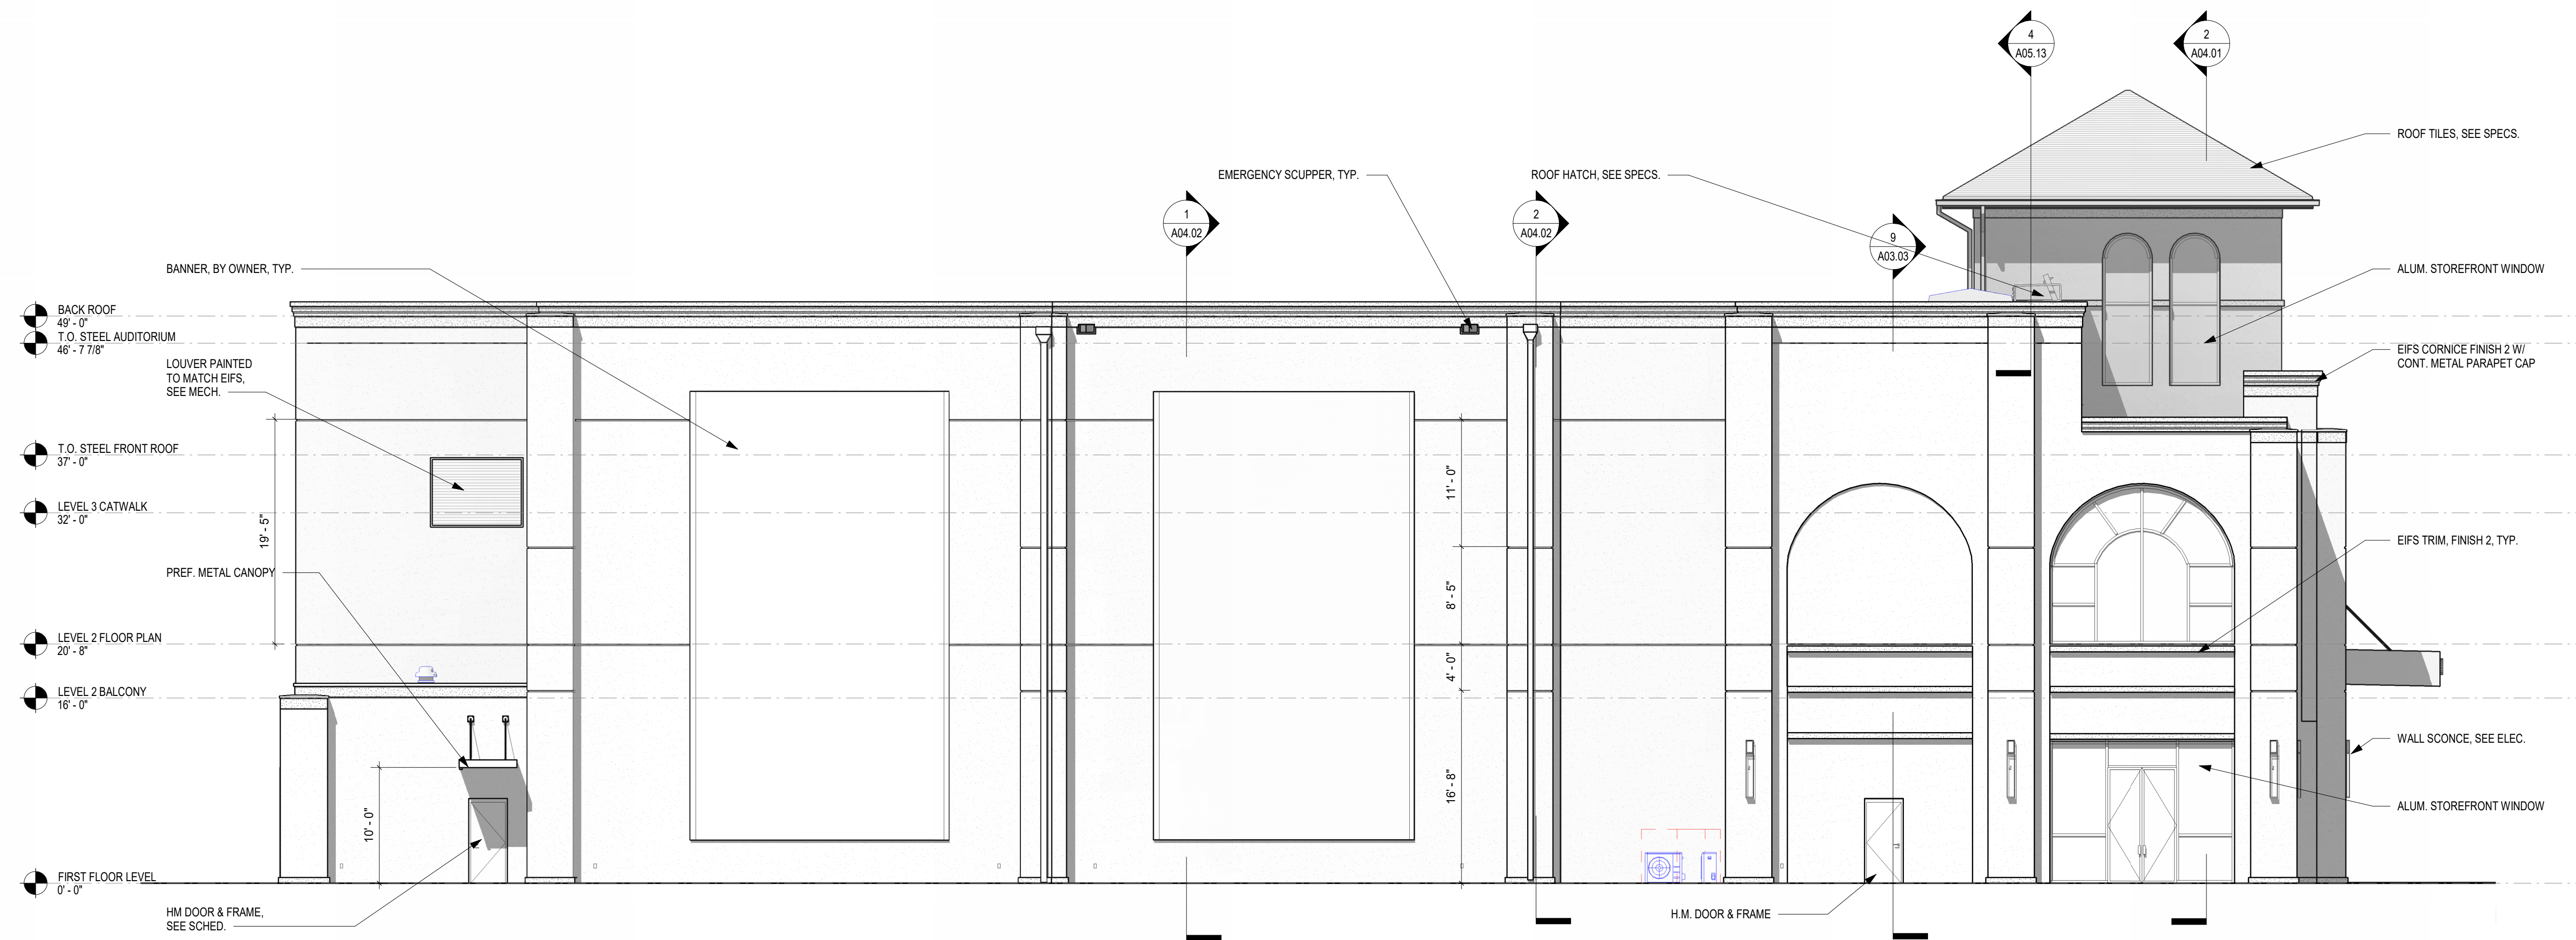 4
A05.13
2
A04.01
ROOF TILES, SEE SPECS.
EMERGENCY SCUPPER, TYP.
ROOF HATCH, SEE SPECS.
1
A04.02
2
A04.02
9
A03.03
BANNER, BY OWNER, TYP.
ALUM. STOREFRONT WINDOW
BACK ROOF
49' - 0"
T.O. STEEL AUDITORIUM
46' - 7 7/8"
EIFS CORNICE FINISH 2 W/
CONT. METAL PARAPET CAP
LOUVER PAINTED
TO MATCH EIFS,
SEE MECH.
T.O. STEEL FRONT ROOF
37' - 0"
11' - 0"
LEVEL 3 CATWALK
32' - 0"
19' - 5"
EIFS TRIM, FINISH 2, TYP.
PREF. METAL CANOPY
8' - 5"
LEVEL 2 FLOOR PLAN
20' - 8"
4' - 0"
LEVEL 2 BALCONY
16' - 0"
WALL SCONCE, SEE ELEC.
16' - 8"
10' - 0"
ALUM. STOREFRONT WINDOW
FIRST FLOOR LEVEL
0' - 0"
HM DOOR & FRAME,
SEE SCHED.
H.M. DOOR & FRAME